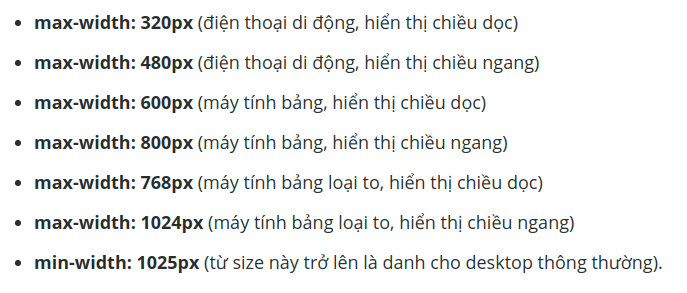 • max-width: 320px (điện thoại di động, hiển thị chiều dọc)
• max-width: 480px (điện thoại di động, hiển thị chiều ngang)
• max-width: 600px (máy tính bảng, hiển thị chiều dọc)
• max-width: 800px (máy tính bảng, hiển thị chiều ngang)
• max-width: 768px (máy tính bảng loại to, hiển thị chiều dọc)
• max-width: 1024px (máy tính bảng loại to, hiển thị chiều ngang)
• min-width: 1025px (từ size này trở lên là danh cho desktop thông thường).